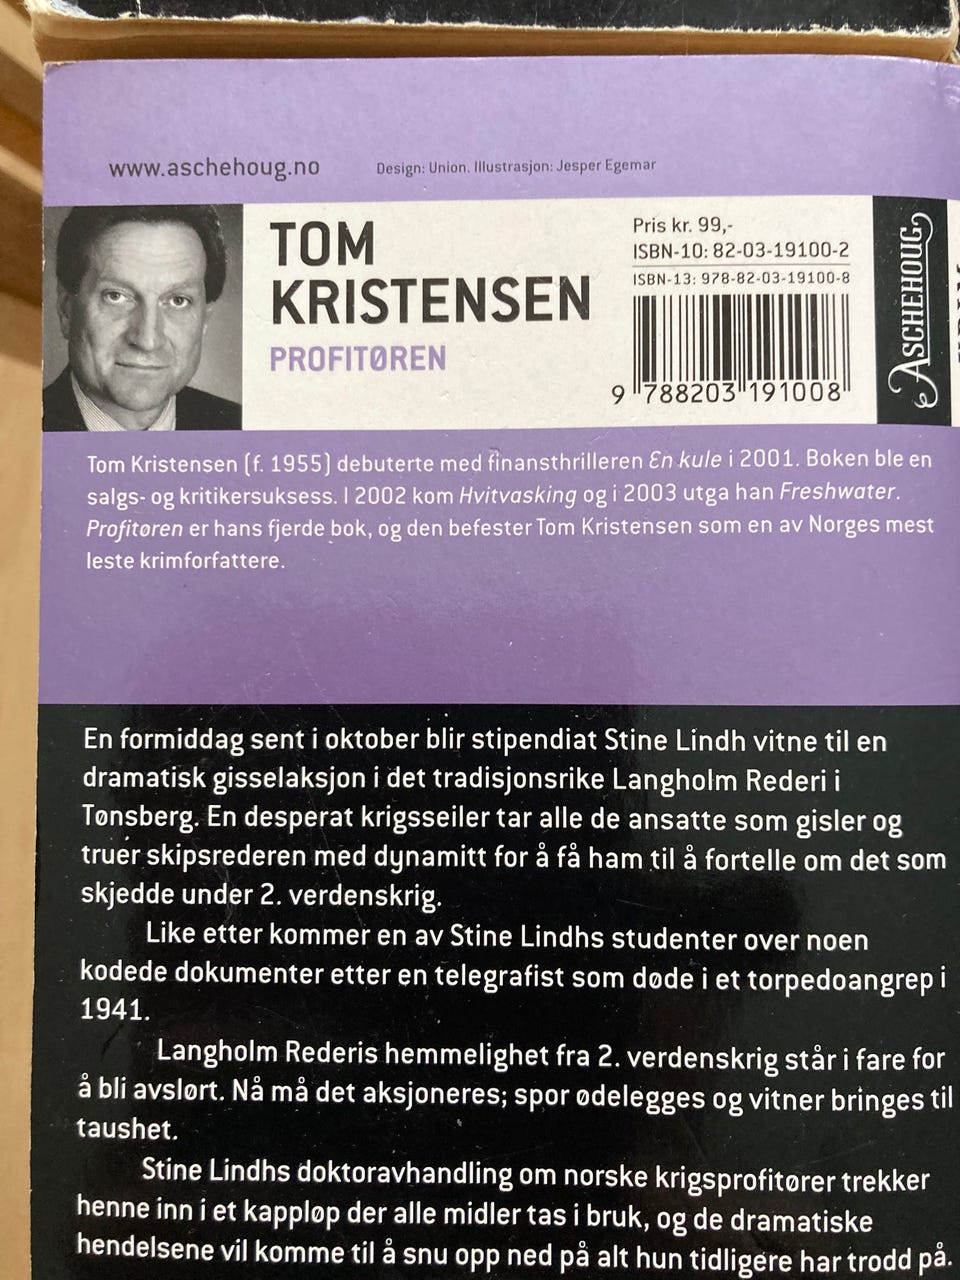 www.aschehoug.no
Design: Union. Illustrasjon: Jesper Egemar
TOM
KRISTENSEN
PROFITØREN
Pris kr. 99,-
ISBN-10: 82-03-19100-2
ISBN-13: 978-82-03-19100-8
9 788203 191008
ASCHEHOUG
Tom Kristensen (f. 1955) debuterte med finansthrilleren En kule i 2001. Boken ble en
salgs- og kritikersuksess. I 2002 kom Hvitvasking og i 2003 utga han Freshwater.
Profitøren er hans fjerde bok, og den befester Tom Kristensen som en av Norges mest
leste krimforfattere.
En formiddag sent i oktober blir stipendiat Stine Lindh vitne til en
dramatisk gisselaksjon i det tradisjonsrike Langholm Rederi i
Tønsberg. En desperat krigsseiler tar alle de ansatte som gisler og
truer skipsrederen med dynamitt for å få ham til å fortelle om det som
skjedde under 2. verdenskrig.
Like etter kommer en av Stine Lindhs studenter over noen
kodede dokumenter etter en telegrafist som døde i et torpedoangrep i
1941.
Langholm Rederis hemmelighet fra 2. verdenskrig står i fare for
å bli avslørt. Nå må det aksjoneres; spor ødelegges og vitner bringes til
taushet.
Stine Lindhs doktoravhandling om norske krigsprofitører trekker
henne inn i et kappløp der alle midler tas i bruk, og de dramatiske
hendelsene vil komme til å snu opp ned på alt hun tidligere har trodd på.